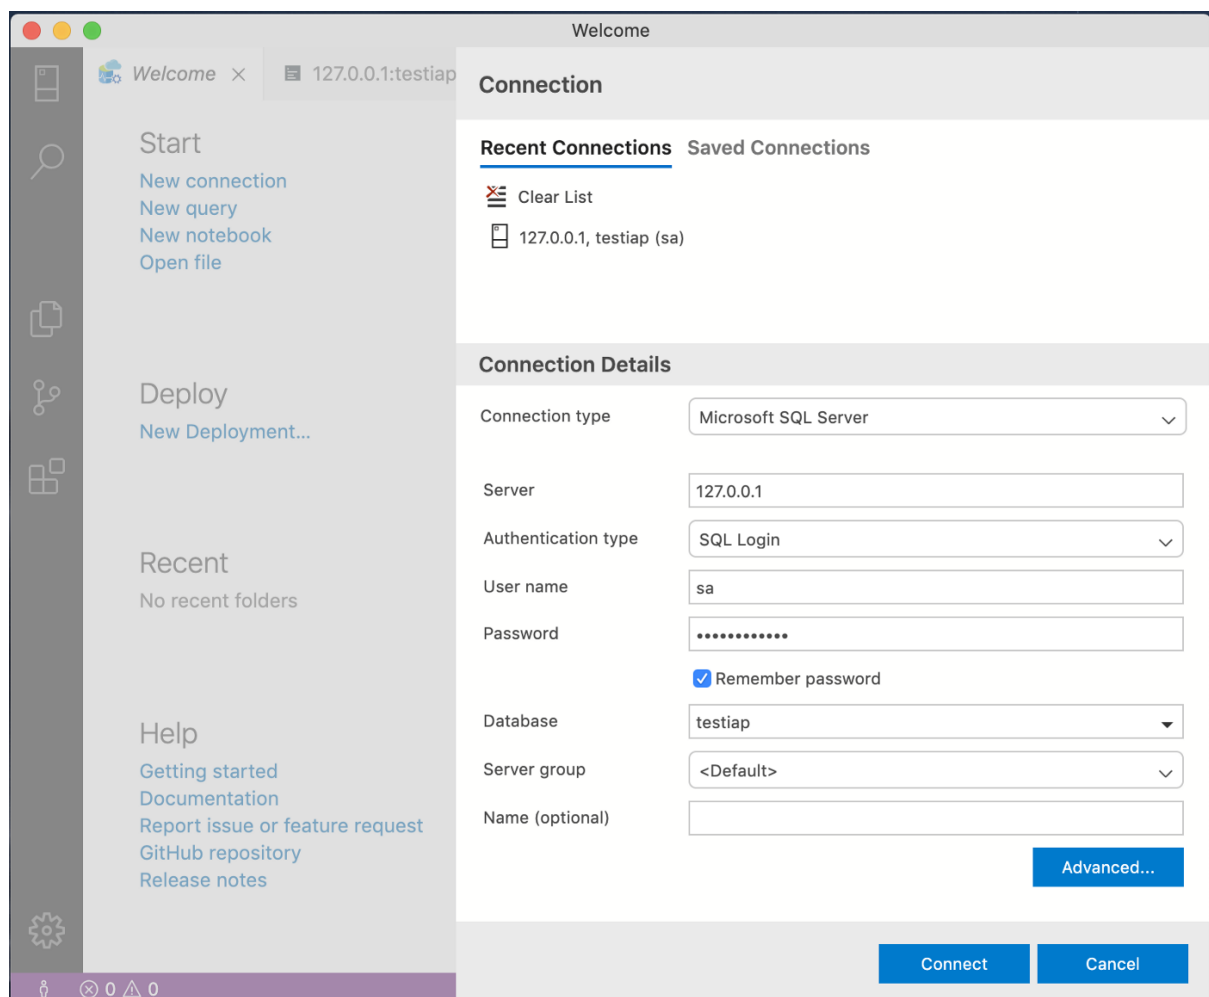 Welcome
Welcome
127.0.0.1:testiap
Start
New connection
New query
New notebook
Open file
Deploy
New Deployment...
Recent
No recent folders
Help
Getting started
Documentation
Report issue or feature request
GitHub repository
Release notes
0 0
Connection
Recent Connections Saved Connections
Clear List
127.0.0.1, testiap (sa)
Connection Details
Connection type Microsoft SQL Server
Server 127.0.0.1
Authentication type SQL Login
User name sa
Password ••••••••••••
Remember password
Database testiap
Server group <Default>
Name (optional)
Advanced...
Connect Cancel